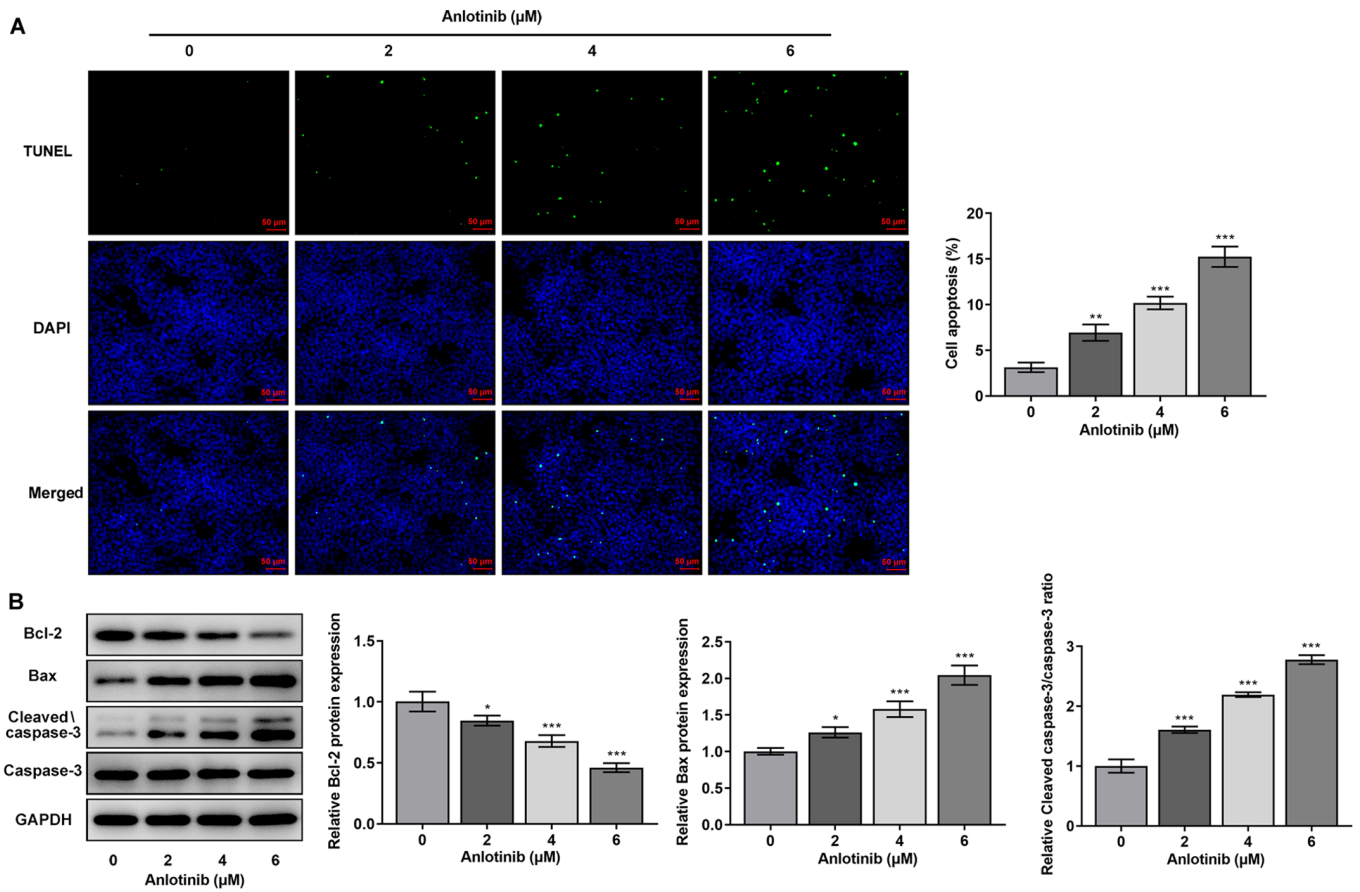 A
Anlotinib (μM)
0 2 4 6
TUNEL
50 μm 50 μm 50 μm 50 μm
DAPI
50 μm 50 μm 50 μm 50 μm
Merged
50 μm 50 μm 50 μm 50 μm
Cell apoptosis (%)
20
15
10
5
0
** *** ***
0 2 4 6
Anlotinib (μM)
B
Bcl-2
Bax
Cleaved\
caspase-3
Caspase-3
GAPDH
0 2 4 6
Anlotinib (μM)
Relative Bcl-2 protein expression
1.5
1.0
0.5
0.0
* *** ***
0 2 4 6
Anlotinib (μM)
Relative Bax protein expression
2.5
2.0
1.5
1.0
0.5
0.0
* *** ***
0 2 4 6
Anlotinib (μM)
Relative Cleaved caspase-3/caspase-3 ratio
3
2
1
0
*** *** ***
0 2 4 6
Anlotinib (μM)